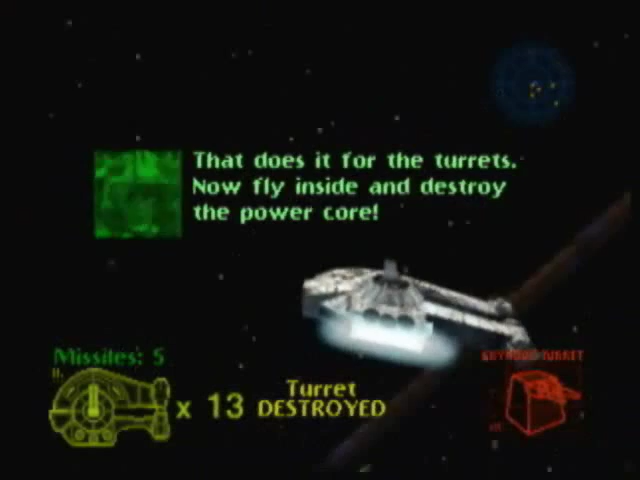 That does it for the turrets.
Now fly inside and destroy
the power core!
Missiles: 5
x 13
Turret
DESTROYED
TURRET